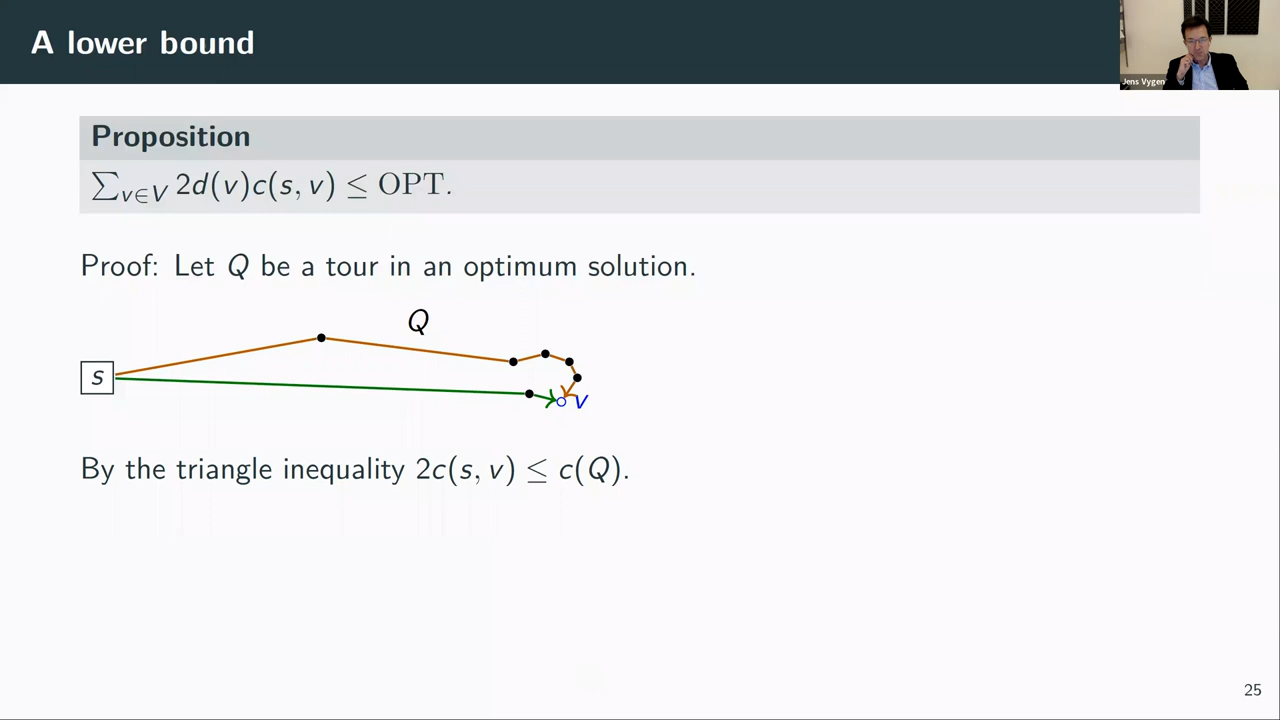 A lower bound
Jens Vygen
Proposition
∑_{v∈V} 2d(v)c(s, v) ≤ OPT.
Proof: Let Q be a tour in an optimum solution.
Q
s
v
By the triangle inequality 2c(s, v) ≤ c(Q).
25